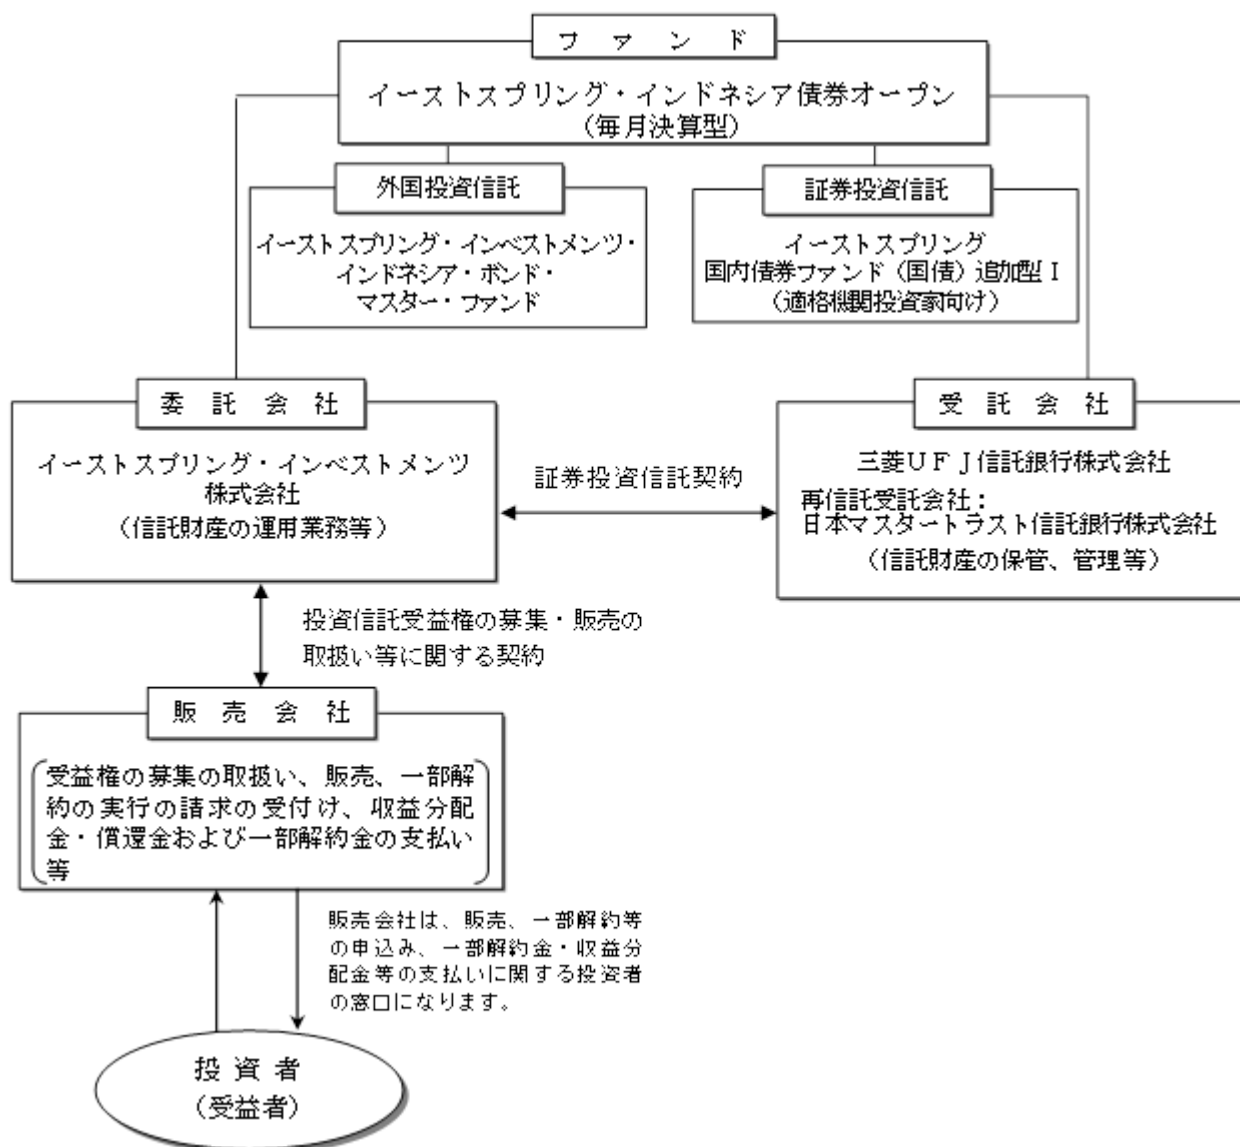 ファンド
イーストスプリング・インドネシア債券オープン
（毎月決算型）
外国投資信託
イーストスプリング・インベストメンツ・
インドネシア・ボンド・
マスター・ファンド
証券投資信託
イーストスプリング
国内債券ファンド（国債）追加型Ⅰ
（適格機関投資家向け）
委託会社
イーストスプリング・インベストメンツ
株式会社
（信託財産の運用業務等）
証券投資信託契約
受託会社
三菱ＵＦＪ信託銀行株式会社
再信託受託会社：
日本マスタートラスト信託銀行株式会社
（信託財産の保管、管理等）
投資信託受益権の募集・販売の
取扱い等に関する契約
販売会社
受益権の募集の取扱い、販売、一部解
約の実行の請求の受付け、収益分配
金・償還金および一部解約金の支払い
等
販売会社は、販売、一部解約等
の申込み、一部解約金・収益分
配金等の支払いに関する投資者
の窓口になります。
投資者
（受益者）